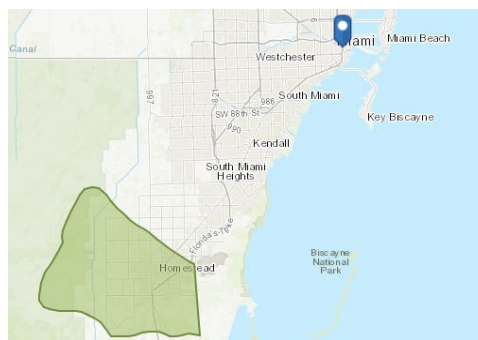 Canal
Miami
Miami Beach
Westchester
997
821
South Miami
986
SW 88th St
990
Key Biscayne
Kendall
South Miami
Heights
Florida's-Tpke
Biscayne
National
Park
Homestead